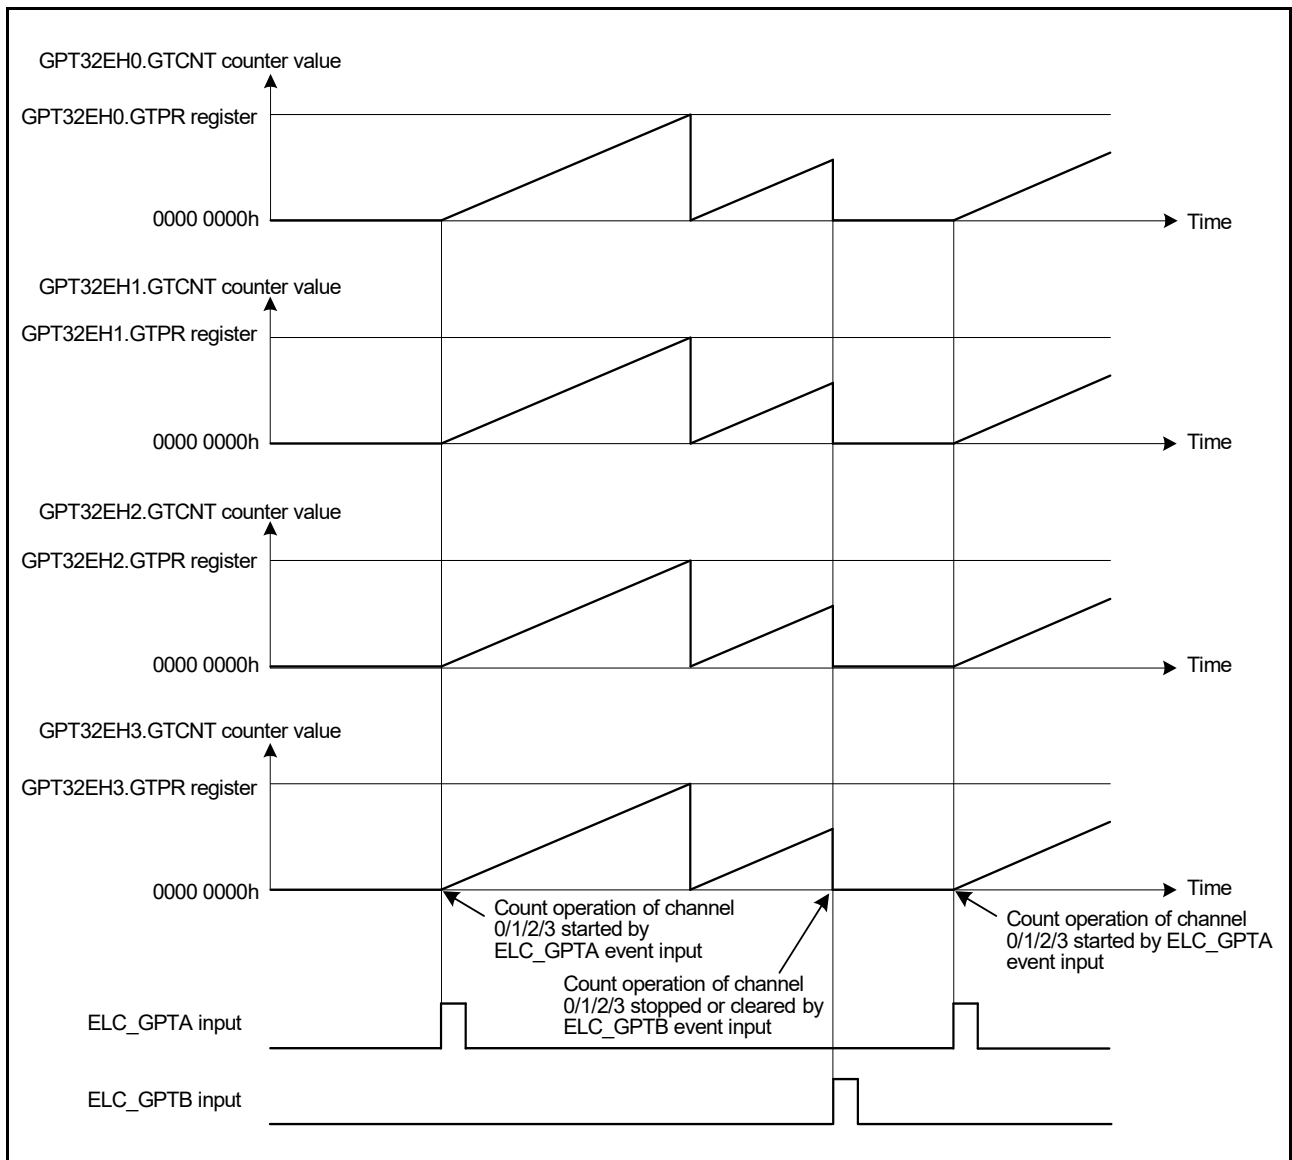 GPT32EH0.GTCNT counter value
GPT32EH0.GTPR register
0000 0000h
Time
GPT32EH1.GTCNT counter value
GPT32EH1.GTPR register
0000 0000h
Time
GPT32EH2.GTCNT counter value
GPT32EH2.GTPR register
0000 0000h
Time
GPT32EH3.GTCNT counter value
GPT32EH3.GTPR register
0000 0000h
Time
Count operation of channel
0/1/2/3 started by
ELC_GPTA event input
Count operation of channel
0/1/2/3 started by ELC_GPTA
event input
Count operation of channel
0/1/2/3 stopped or cleared by
ELC_GPTB event input
ELC_GPTA input
ELC_GPTB input